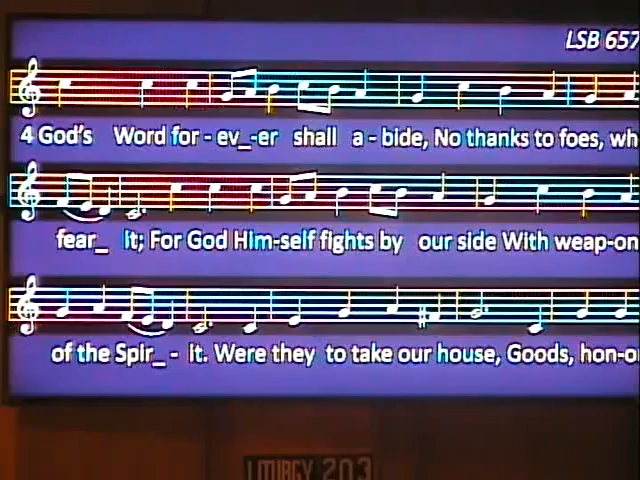 LSB 657
4 God's Word for - ev_-er shall a - bide, No thanks to foes, wh
fear_ it; For God Him-self fights by our side With weap-on
of the Spir_ - it. Were they to take our house, Goods, hon-o
LITURGY 203